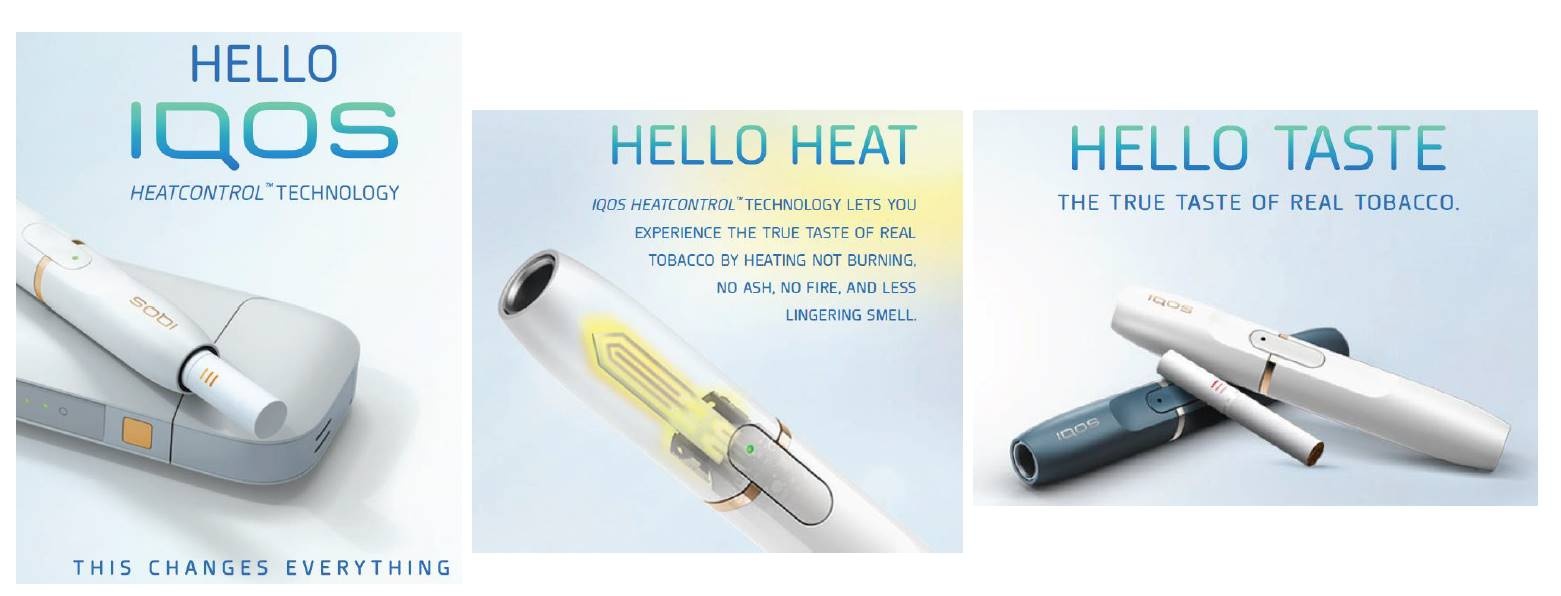 HELLO
IQOS
HEATCONTROL™ TECHNOLOGY
IQOS
THIS CHANGES EVERYTHING
HELLO HEAT
IQOS HEATCONTROL™ TECHNOLOGY LETS YOU
EXPERIENCE THE TRUE TASTE OF REAL
TOBACCO BY HEATING NOT BURNING,
NO ASH, NO FIRE, AND LESS
LINGERING SMELL.
HELLO TASTE
THE TRUE TASTE OF REAL TOBACCO.
IQOS
IQOS